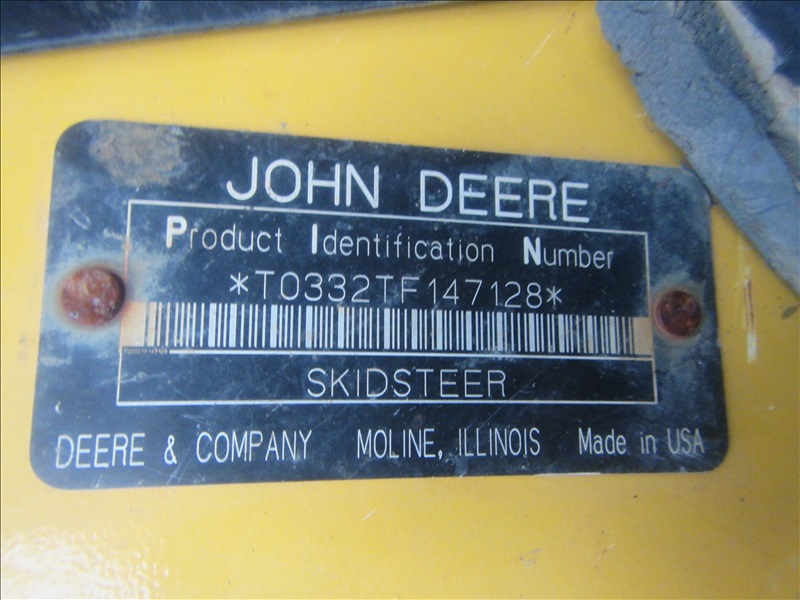 JOHN DEERE
Product Identification Number
*T0332TF147128*
SKIDSTEER
DEERE & COMPANY MOLINE, ILLINOIS Made in USA